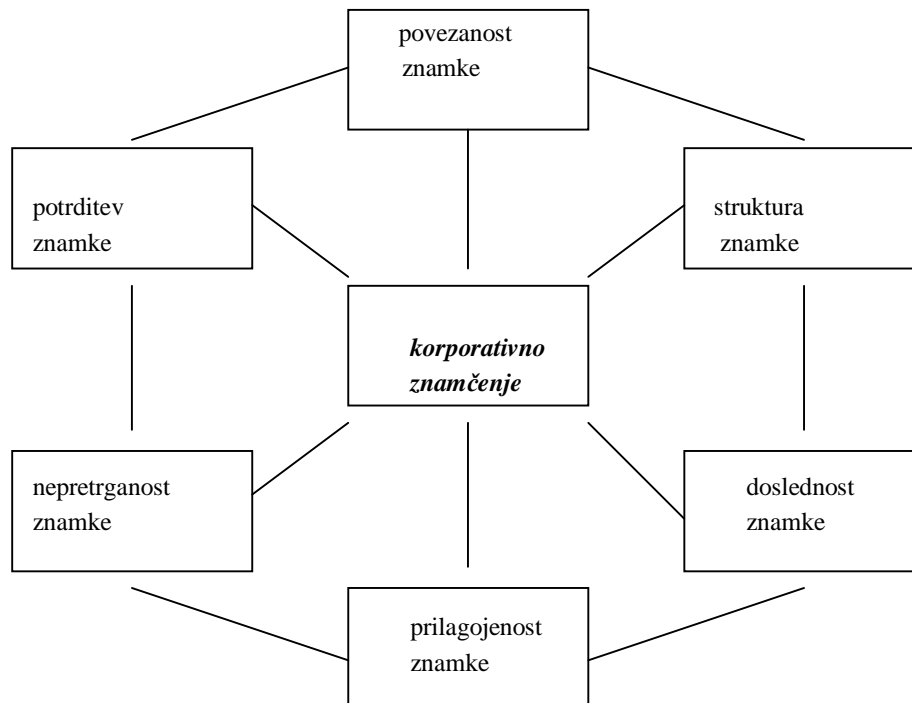 povezanost
znamke
potrditev
znamke
struktura
znamke
korporativno
znamčenje
nepretrganost
znamke
doslednost
znamke
prilagojenost
znamke